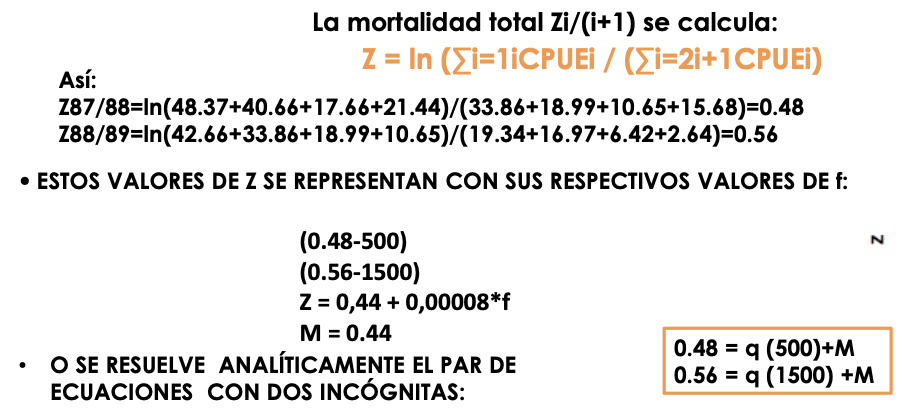 La mortalidad total Zi/(i+1) se calcula:
Z = ln (∑i=1iCPUEi / (∑i=2i+1CPUEi)
Así:
Z87/88=ln(48.37+40.66+17.66+21.44)/(33.86+18.99+10.65+15.68)=0.48
Z88/89=ln(42.66+33.86+18.99+10.65)/(19.34+16.97+6.42+2.64)=0.56
• ESTOS VALORES DE Z SE REPRESENTAN CON SUS RESPECTIVOS VALORES DE f:
(0.48-500)
Z
(0.56-1500)
Z = 0,44 + 0,00008*f
M = 0.44
• O SE RESUELVE ANALÍTICAMENTE EL PAR DE
ECUACIONES CON DOS INCÓGNITAS:
0.48 = q (500)+M
0.56 = q (1500) +M